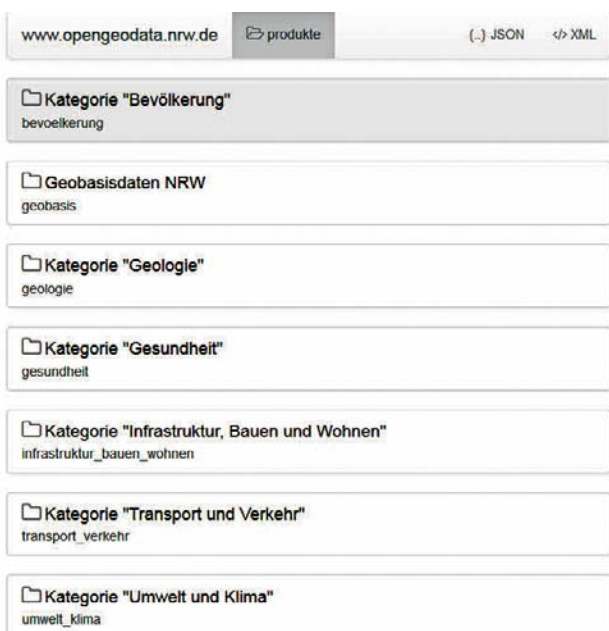 www.opengeodata.nrw.de produkte {..} JSON </> XML
Kategorie "Bevölkerung"
bevoelkerung
Geobasisdaten NRW
geobasis
Kategorie "Geologie"
geologie
Kategorie "Gesundheit"
gesundheit
Kategorie "Infrastruktur, Bauen und Wohnen"
infrastruktur_bauen_wohnen
Kategorie "Transport und Verkehr"
transport_verkehr
Kategorie "Umwelt und Klima"
umwelt_klima